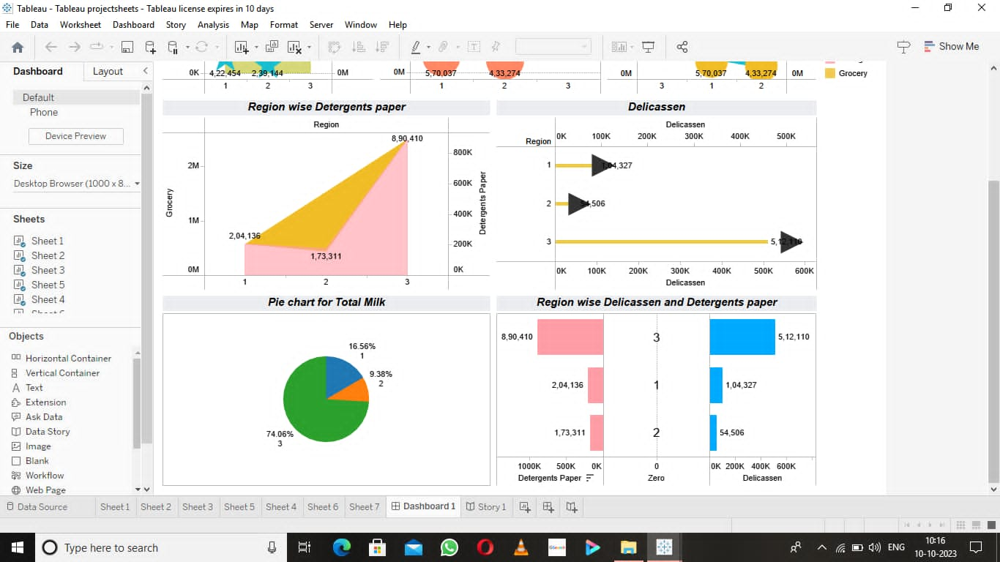 Tableau - Tableau projectsheets - Tableau license expires in 10 days
File Data Worksheet Dashboard Story Analysis Map Format Server Window Help
Show Me
Dashboard Layout
Default
Phone
Device Preview
Size
Desktop Browser (1000 x 8...
Sheets
Sheet 1
Sheet 2
Sheet 3
Sheet 5
Sheet 4
Objects
Horizontal Container
Vertical Container
Text
Extension
Ask Data
Data Story
Image
Blank
Workflow
Web Page
0K 4,22,454 2,39,144 0M
1 2 3
0M 5,70,037 4,33,274
1 2 3
0M 5,70,037 4,33,274 0M
3 1 2
Grocery
Region wise Detergents paper
Region
8,90,410
2M
1M
0M
Grocery
2,04,136
1,73,311
800K
600K
400K
200K
0K
Detergents Paper
1 2 3
Delicassen
Delicassen
Region 0K 100K 200K 300K 400K 500K
1 1,04,327
2 54,506
3 5,12,110
0K 100K 200K 300K 400K 500K 600K
Delicassen
Pie chart for Total Milk
16.56%
1
9.38%
2
74.06%
3
Region wise Delicassen and Detergents paper
8,90,410 3 5,12,110
2,04,136 1 1,04,327
1,73,311 2 54,506
1000K 500K 0K 0 0K 200K 400K 600K
Detergents Paper Zero Delicassen
Data Source Sheet 1 Sheet 2 Sheet 3 Sheet 5 Sheet 4 Sheet 6 Sheet 7 Dashboard 1 Story 1
Type here to search
ENG
10:16
10-10-2023